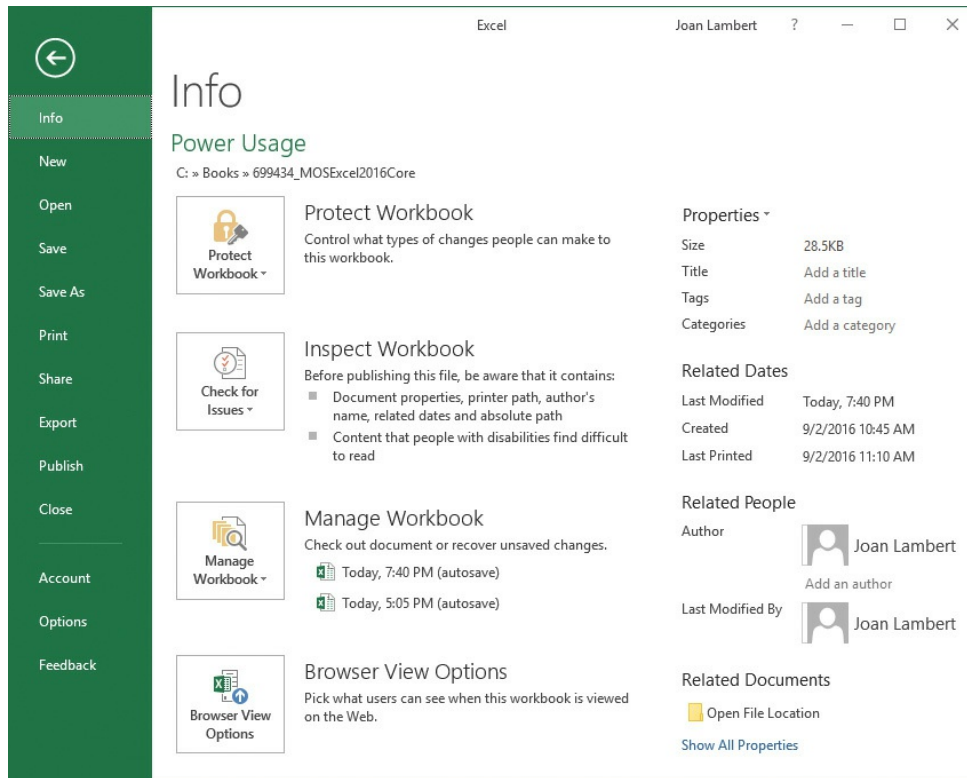 Excel
Joan Lambert ?
Info
New
Open
Save
Save As
Print
Share
Export
Publish
Close
Account
Options
Feedback
Info
Power Usage
C: » Books » 699434_MOSExcel2016Core
Protect
Workbook
Protect Workbook
Control what types of changes people can make to
this workbook.
Check for
Issues
Inspect Workbook
Before publishing this file, be aware that it contains:
Document properties, printer path, author's
name, related dates and absolute path
Content that people with disabilities find difficult
to read
Manage
Workbook
Manage Workbook
Check out document or recover unsaved changes.
Today, 7:40 PM (autosave)
Today, 5:05 PM (autosave)
Browser View
Options
Browser View Options
Pick what users can see when this workbook is viewed
on the Web.
Properties
Size 28.5KB
Title Add a title
Tags Add a tag
Categories Add a category
Related Dates
Last Modified Today, 7:40 PM
Created 9/2/2016 10:45 AM
Last Printed 9/2/2016 11:10 AM
Related People
Author Joan Lambert
Add an author
Last Modified By Joan Lambert
Related Documents
Open File Location
Show All Properties